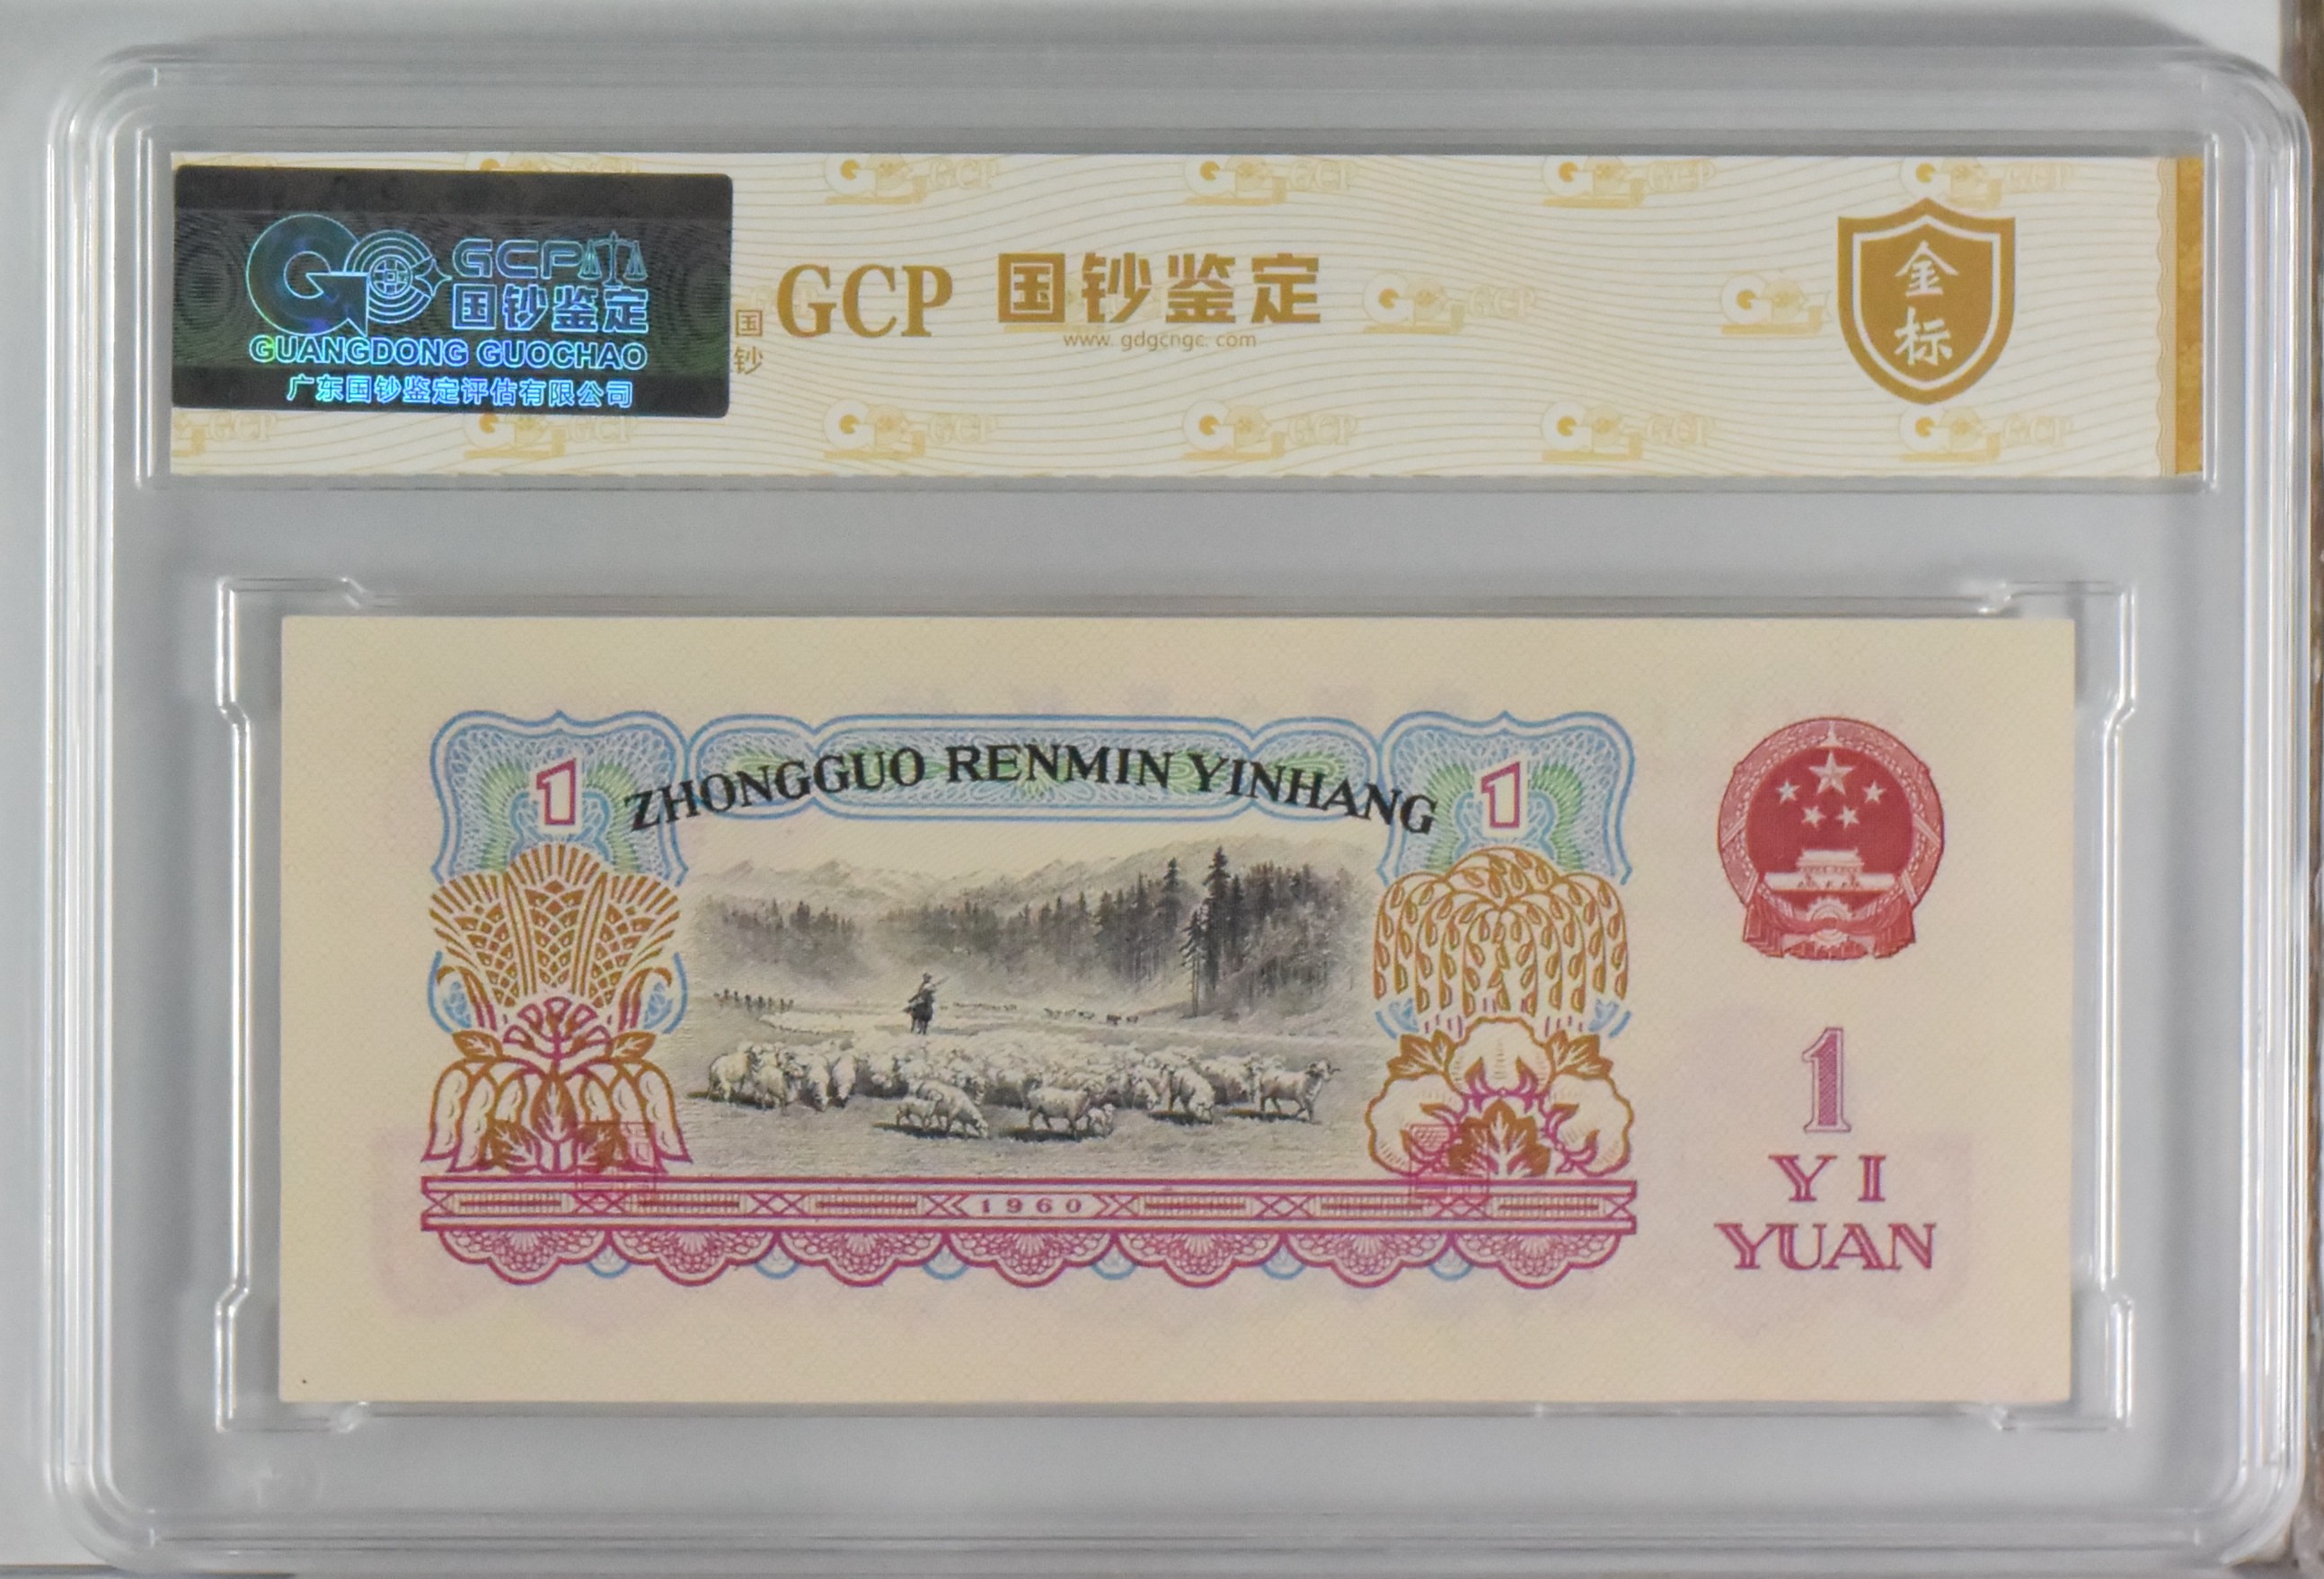 GCP
国钞鉴定
GUANGDONG GUOCHAO
广东国钞鉴定评估有限公司
国
钞
GCP 国钞鉴定
www.gdgcngc.com
金
标
1
ZHONGGUO RENMIN YINHANG
1
1960
1
YI
YUAN